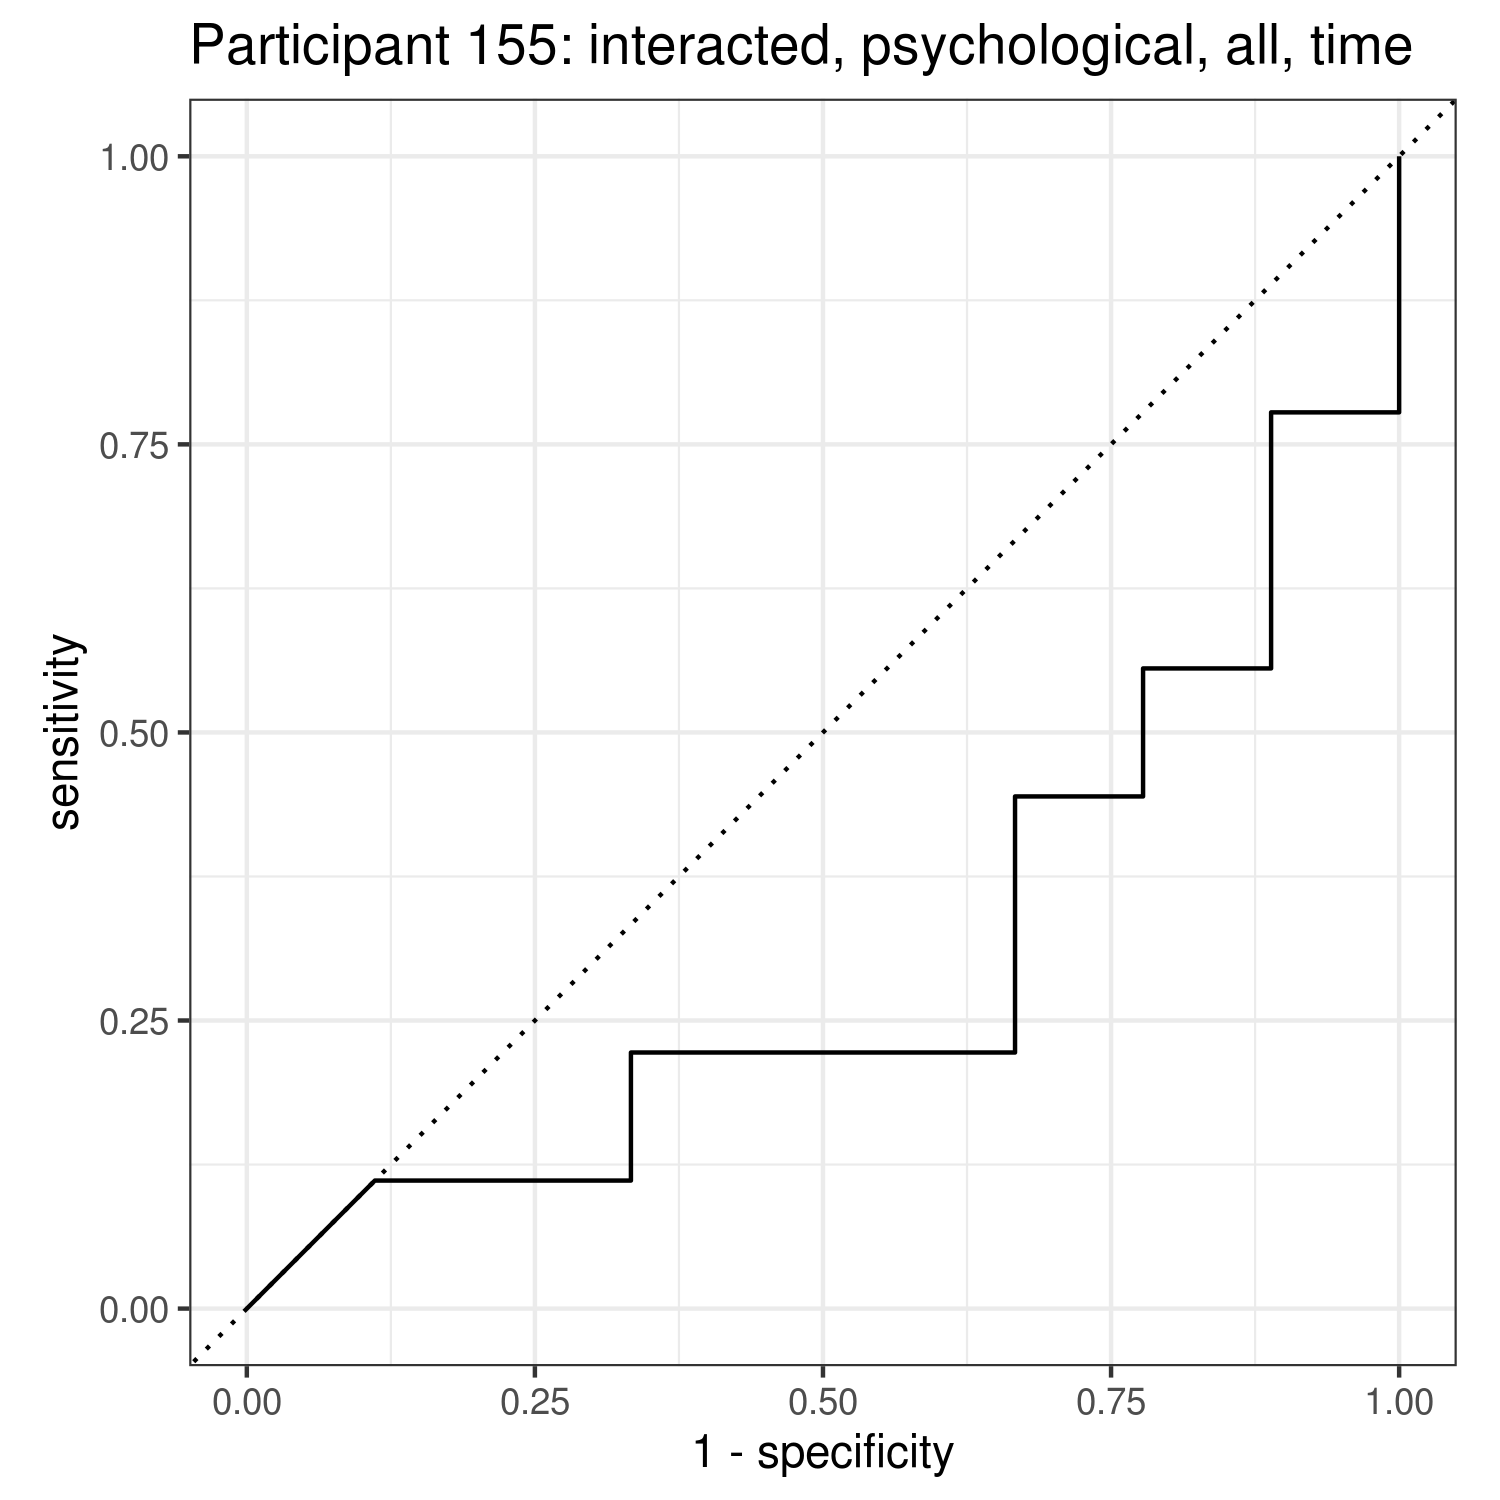 Participant 155: interacted, psychological, all, time
1.00
0.75
0.50
0.25
0.00
sensitivity
0.00 0.25 0.50 0.75 1.00
1 - specificity